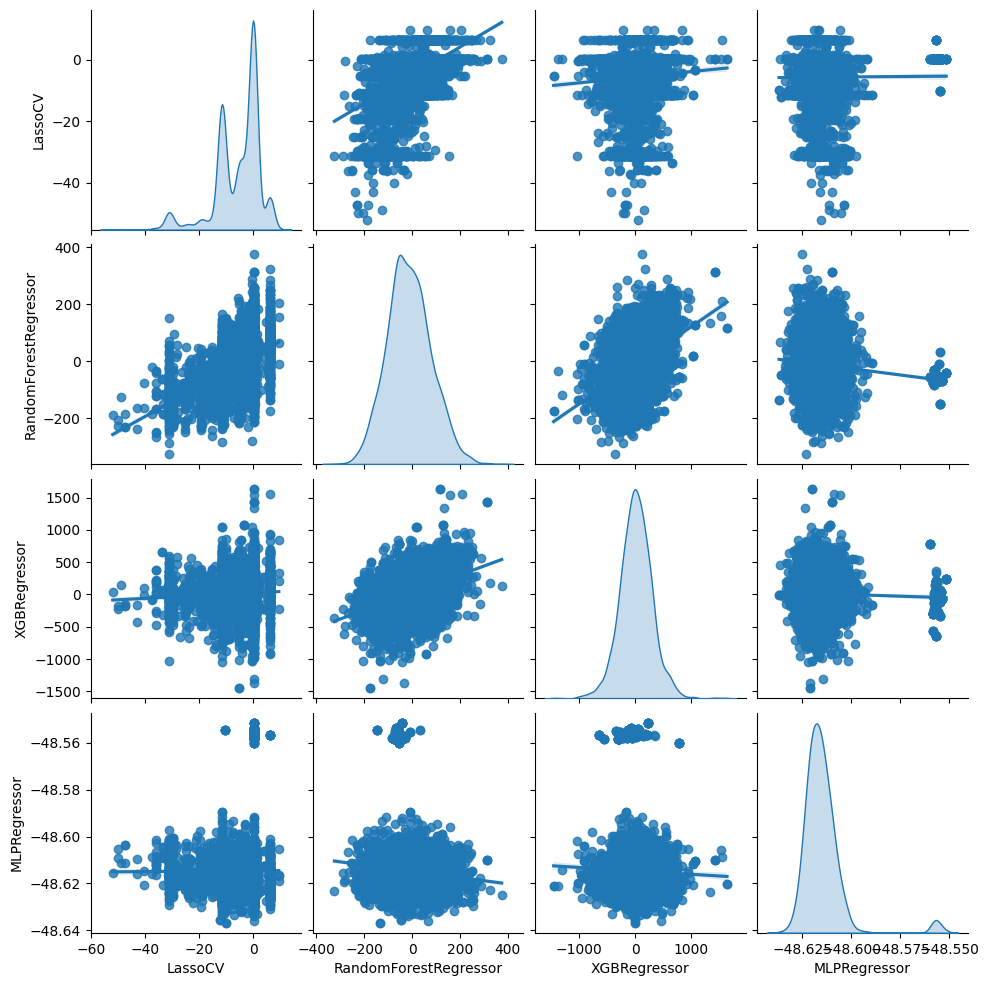 LassoCV
0
−20
−40
RandomForestRegressor
400
200
0
−200
XGBRegressor
1500
1000
500
0
−500
−1000
−1500
MLPRegressor
−48.56
−48.58
−48.60
−48.62
−48.64
−60 −40 −20 0
−400 −200 0 200 400
−1000 0 1000
−48.625 −48.600 −48.575 −48.550
LassoCV RandomForestRegressor XGBRegressor MLPRegressor